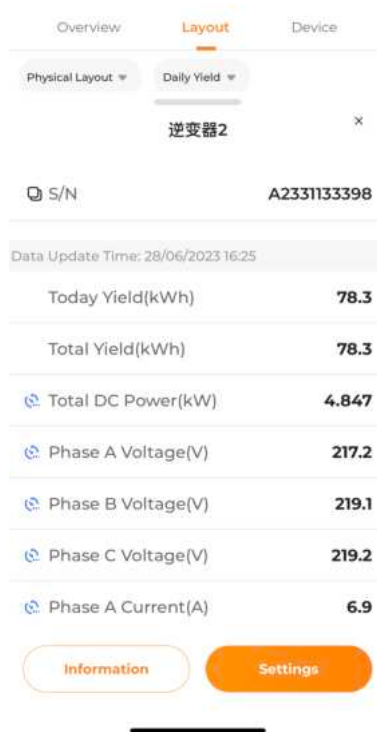 Overview Layout Device
Physical Layout Daily Yield
逆变器2 ×
S/N A2331133398
Data Update Time: 28/06/2023 16:25
Today Yield(kWh) 78.3
Total Yield(kWh) 78.3
Total DC Power(kW) 4.847
Phase A Voltage(V) 217.2
Phase B Voltage(V) 219.1
Phase C Voltage(V) 219.2
Phase A Current(A) 6.9
Information Settings